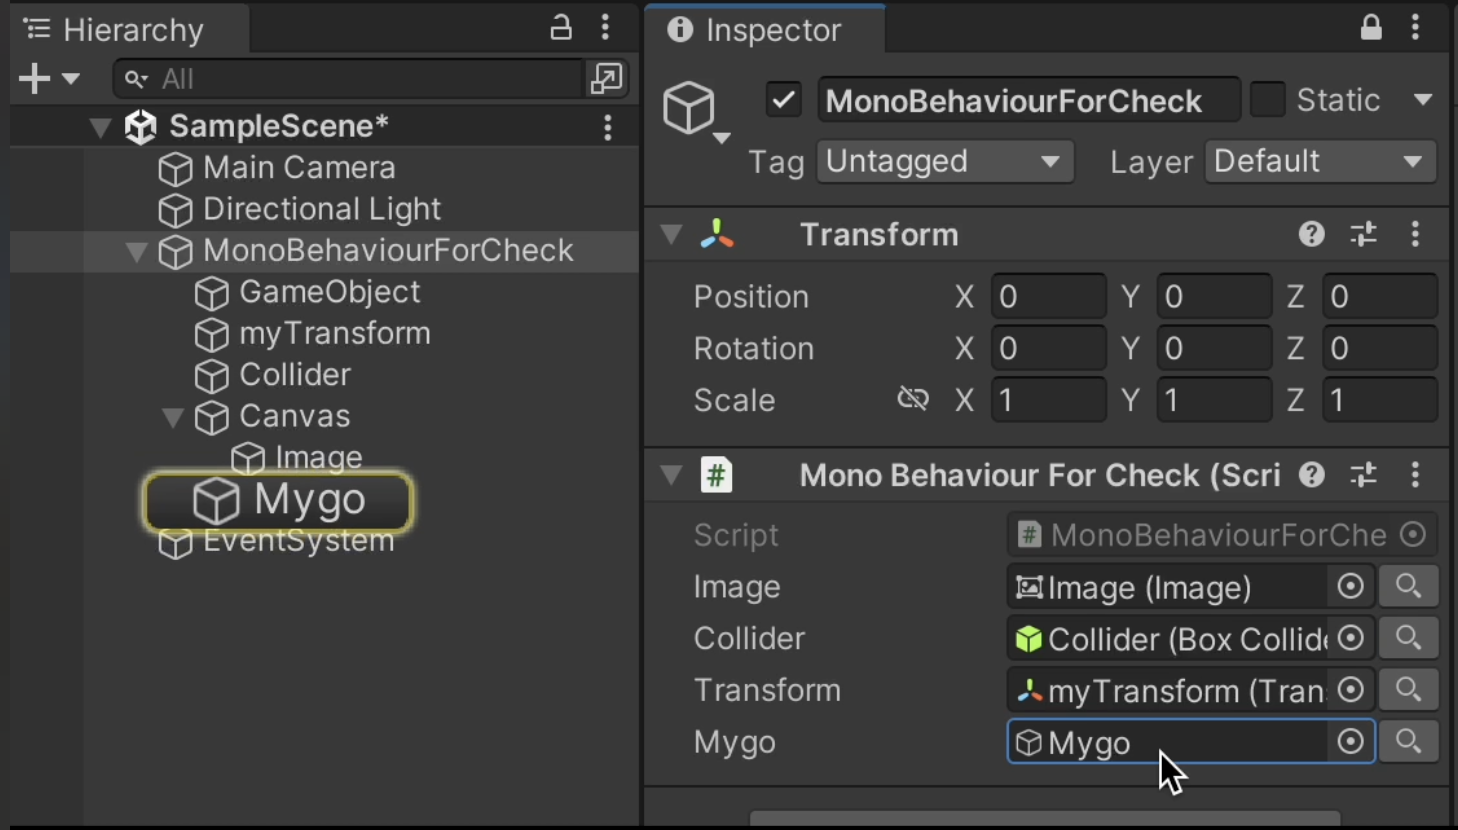 Hierarchy
All
SampleScene*
Main Camera
Directional Light
MonoBehaviourForCheck
GameObject
myTransform
Collider
Canvas
Image
Mygo
EventSystem
Inspector
MonoBehaviourForCheck
Static
Tag Untagged Layer Default
Transform
Position X 0 Y 0 Z 0
Rotation X 0 Y 0 Z 0
Scale X 1 Y 1 Z 1
# Mono Behaviour For Check (Scri
Script # MonoBehaviourForChe
Image Image (Image)
Collider Collider (Box Collide
Transform myTransform (Tran
Mygo Mygo